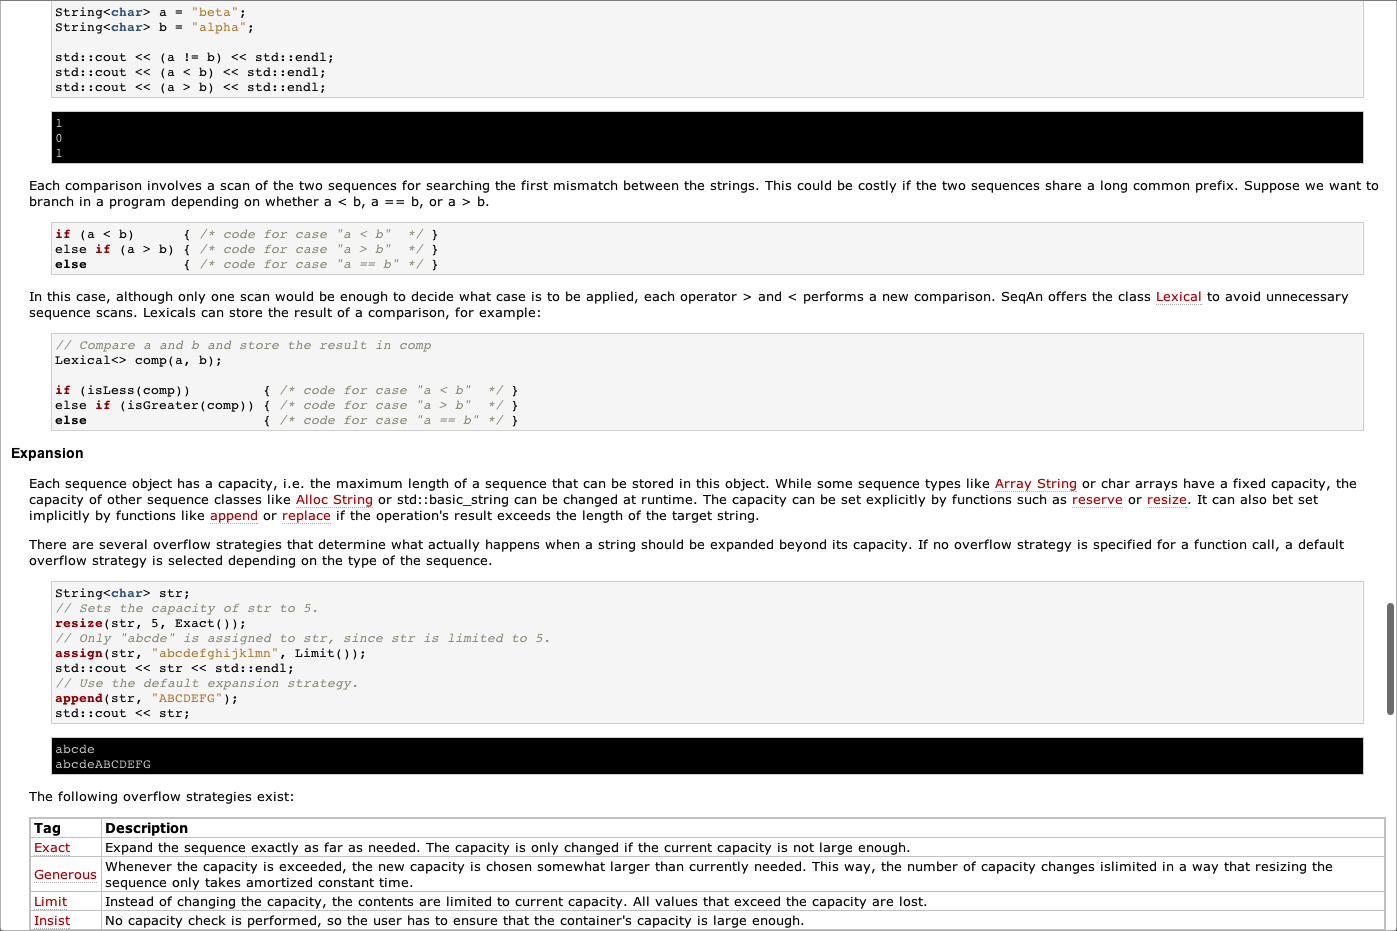 String<char> a = "beta";
String<char> b = "alpha";
std::cout << (a != b) << std::endl;
std::cout << (a < b) << std::endl;
std::cout << (a > b) << std::endl;
1
0
1
Each comparison involves a scan of the two sequences for searching the first mismatch between the strings. This could be costly if the two sequences share a long common prefix. Suppose we want to
branch in a program depending on whether a < b, a == b, or a > b.
if (a < b)      { /* code for case "a < b"  */ }
else if (a > b) { /* code for case "a > b"  */ }
else            { /* code for case "a == b" */ }
In this case, although only one scan would be enough to decide what case is to be applied, each operator > and < performs a new comparison. SeqAn offers the class Lexical to avoid unnecessary
sequence scans. Lexicals can store the result of a comparison, for example:
// Compare a and b and store the result in comp
Lexical<> comp(a, b);
if (isLess(comp))         { /* code for case "a < b"  */ }
else if (isGreater(comp)) { /* code for case "a > b"  */ }
else                      { /* code for case "a == b" */ }
Expansion
Each sequence object has a capacity, i.e. the maximum length of a sequence that can be stored in this object. While some sequence types like Array String or char arrays have a fixed capacity, the
capacity of other sequence classes like Alloc String or std::basic_string can be changed at runtime. The capacity can be set explicitly by functions such as reserve or resize. It can also bet set
implicitly by functions like append or replace if the operation's result exceeds the length of the target string.
There are several overflow strategies that determine what actually happens when a string should be expanded beyond its capacity. If no overflow strategy is specified for a function call, a default
overflow strategy is selected depending on the type of the sequence.
String<char> str;
// Sets the capacity of str to 5.
resize(str, 5, Exact());
// Only "abcde" is assigned to str, since str is limited to 5.
assign(str, "abcdefghijklmn", Limit());
std::cout << str << std::endl;
// Use the default expansion strategy.
append(str, "ABCDEFG");
std::cout << str;
abcde
abcdeABCDEFG
The following overflow strategies exist:
Tag Description
Exact Expand the sequence exactly as far as needed. The capacity is only changed if the current capacity is not large enough.
Generous Whenever the capacity is exceeded, the new capacity is chosen somewhat larger than currently needed. This way, the number of capacity changes islimited in a way that resizing the
sequence only takes amortized constant time.
Limit Instead of changing the capacity, the contents are limited to current capacity. All values that exceed the capacity are lost.
Insist No capacity check is performed, so the user has to ensure that the container's capacity is large enough.